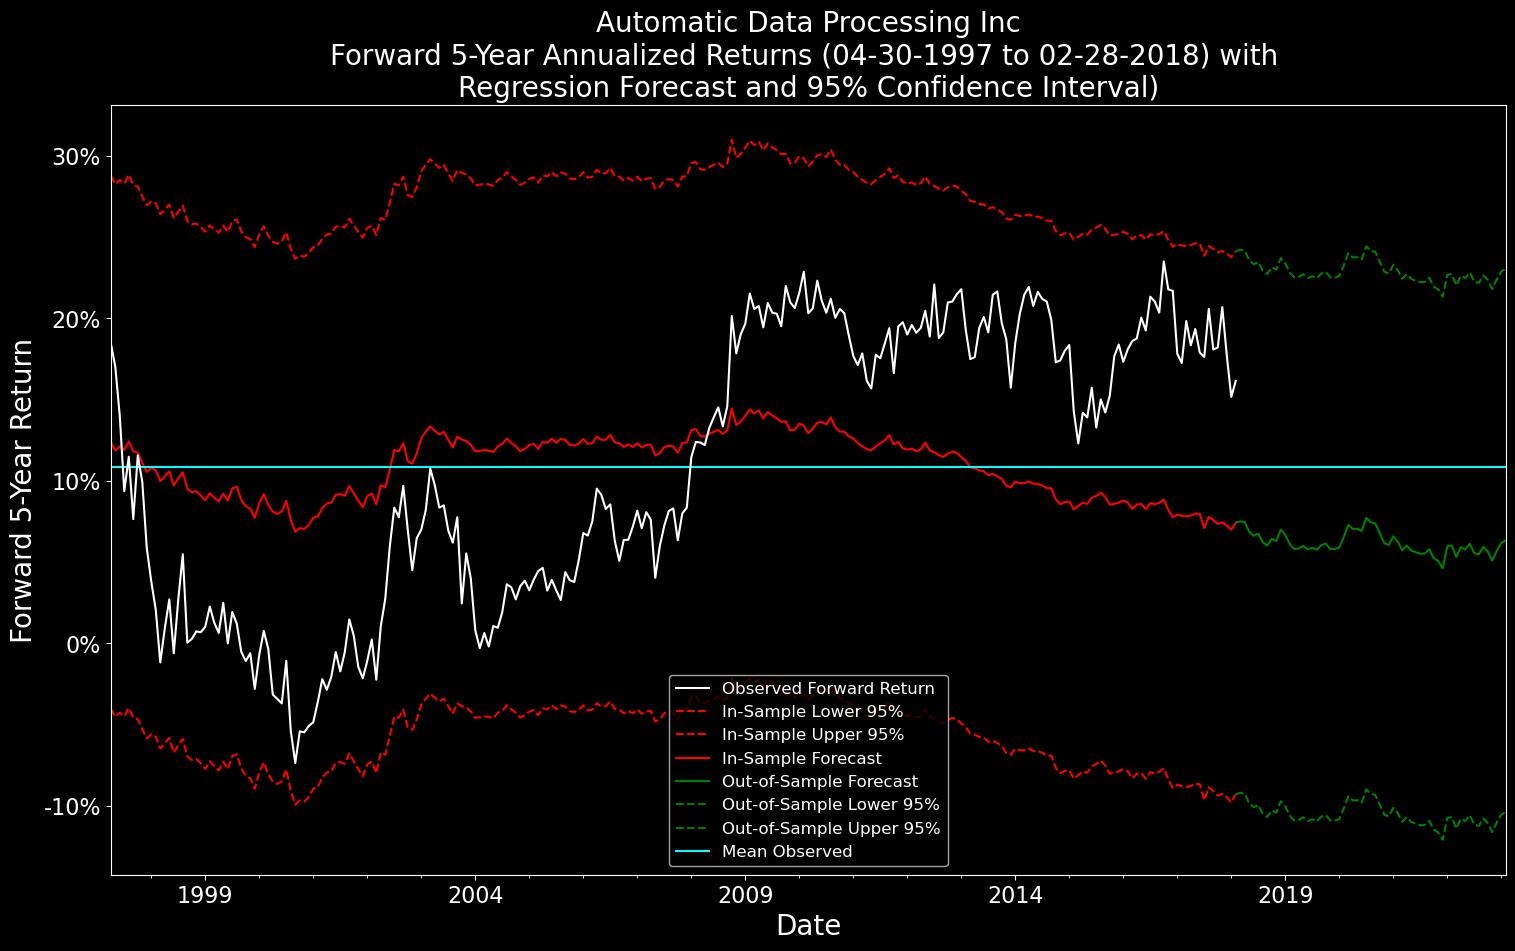 Automatic Data Processing Inc
Forward 5-Year Annualized Returns (04-30-1997 to 02-28-2018) with
Regression Forecast and 95% Confidence Interval)
Forward 5-Year Return
30%
20%
10%
0%
-10%
Observed Forward Return
In-Sample Lower 95%
In-Sample Upper 95%
In-Sample Forecast
Out-of-Sample Forecast
Out-of-Sample Lower 95%
Out-of-Sample Upper 95%
Mean Observed
1999 2004 2009 2014 2019
Date